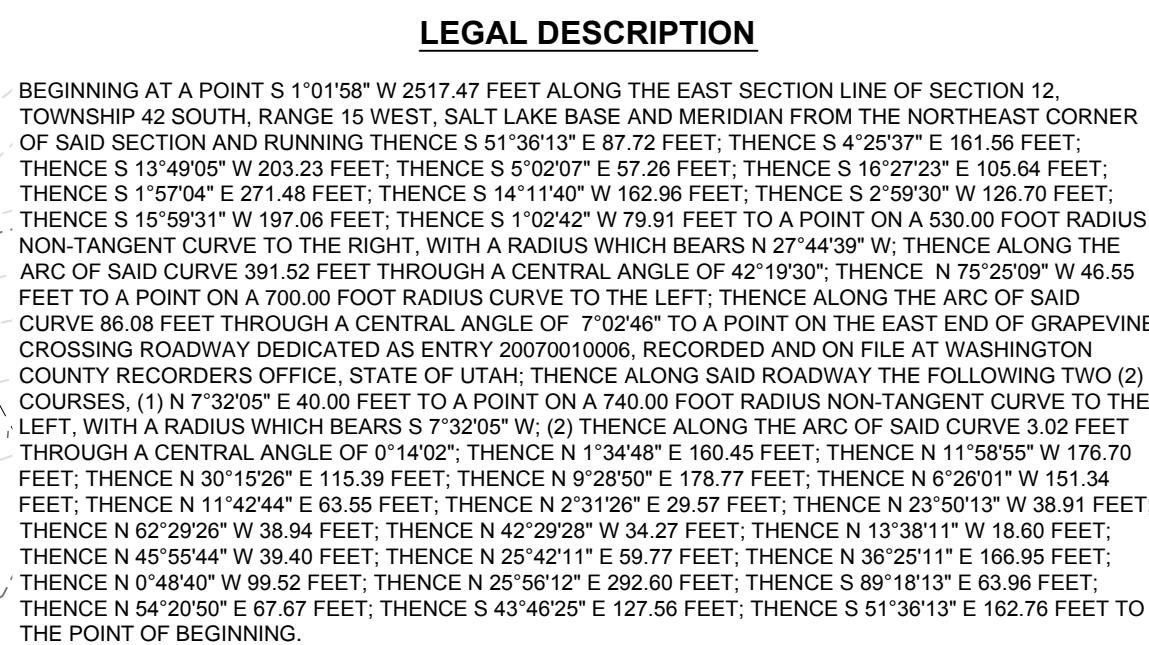 LEGAL DESCRIPTION
BEGINNING AT A POINT S 1°01'58" W 2517.47 FEET ALONG THE EAST SECTION LINE OF SECTION 12,
TOWNSHIP 42 SOUTH, RANGE 15 WEST, SALT LAKE BASE AND MERIDIAN FROM THE NORTHEAST CORNER
OF SAID SECTION AND RUNNING THENCE S 51°36'13" E 87.72 FEET; THENCE S 4°25'37" E 161.56 FEET;
THENCE S 13°49'05" W 203.23 FEET; THENCE S 5°02'07" E 57.26 FEET; THENCE S 16°27'23" E 105.64 FEET;
THENCE S 1°57'04" E 271.48 FEET; THENCE S 14°11'40" W 162.96 FEET; THENCE S 2°59'30" W 126.70 FEET;
THENCE S 15°59'31" W 197.06 FEET; THENCE S 1°02'42" W 79.91 FEET TO A POINT ON A 530.00 FOOT RADIUS
NON-TANGENT CURVE TO THE RIGHT, WITH A RADIUS WHICH BEARS N 27°44'39" W; THENCE ALONG THE
ARC OF SAID CURVE 391.52 FEET THROUGH A CENTRAL ANGLE OF 42°19'30"; THENCE  N 75°25'09" W 46.55
FEET TO A POINT ON A 700.00 FOOT RADIUS CURVE TO THE LEFT; THENCE ALONG THE ARC OF SAID
CURVE 86.08 FEET THROUGH A CENTRAL ANGLE OF  7°02'46" TO A POINT ON THE EAST END OF GRAPEVINE
CROSSING ROADWAY DEDICATED AS ENTRY 20070010006, RECORDED AND ON FILE AT WASHINGTON
COUNTY RECORDERS OFFICE, STATE OF UTAH; THENCE ALONG SAID ROADWAY THE FOLLOWING TWO (2)
COURSES, (1) N 7°32'05" E 40.00 FEET TO A POINT ON A 740.00 FOOT RADIUS NON-TANGENT CURVE TO THE
LEFT, WITH A RADIUS WHICH BEARS S 7°32'05" W; (2) THENCE ALONG THE ARC OF SAID CURVE 3.02 FEET
THROUGH A CENTRAL ANGLE OF 0°14'02"; THENCE N 1°34'48" E 160.45 FEET; THENCE N 11°58'55" W 176.70
FEET; THENCE N 30°15'26" E 115.39 FEET; THENCE N 9°28'50" E 178.77 FEET; THENCE N 6°26'01" W 151.34
FEET; THENCE N 11°42'44" E 63.55 FEET; THENCE N 2°31'26" E 29.57 FEET; THENCE N 23°50'13" W 38.91 FEET;
THENCE N 62°29'26" W 38.94 FEET; THENCE N 42°29'28" W 34.27 FEET; THENCE N 13°38'11" W 18.60 FEET;
THENCE N 45°55'44" W 39.40 FEET; THENCE N 25°42'11" E 59.77 FEET; THENCE N 36°25'11" E 166.95 FEET;
THENCE N 0°48'40" W 99.52 FEET; THENCE N 25°56'12" E 292.60 FEET; THENCE S 89°18'13" E 63.96 FEET;
THENCE N 54°20'50" E 67.67 FEET; THENCE S 43°46'25" E 127.56 FEET; THENCE S 51°36'13" E 162.76 FEET TO
THE POINT OF BEGINNING.